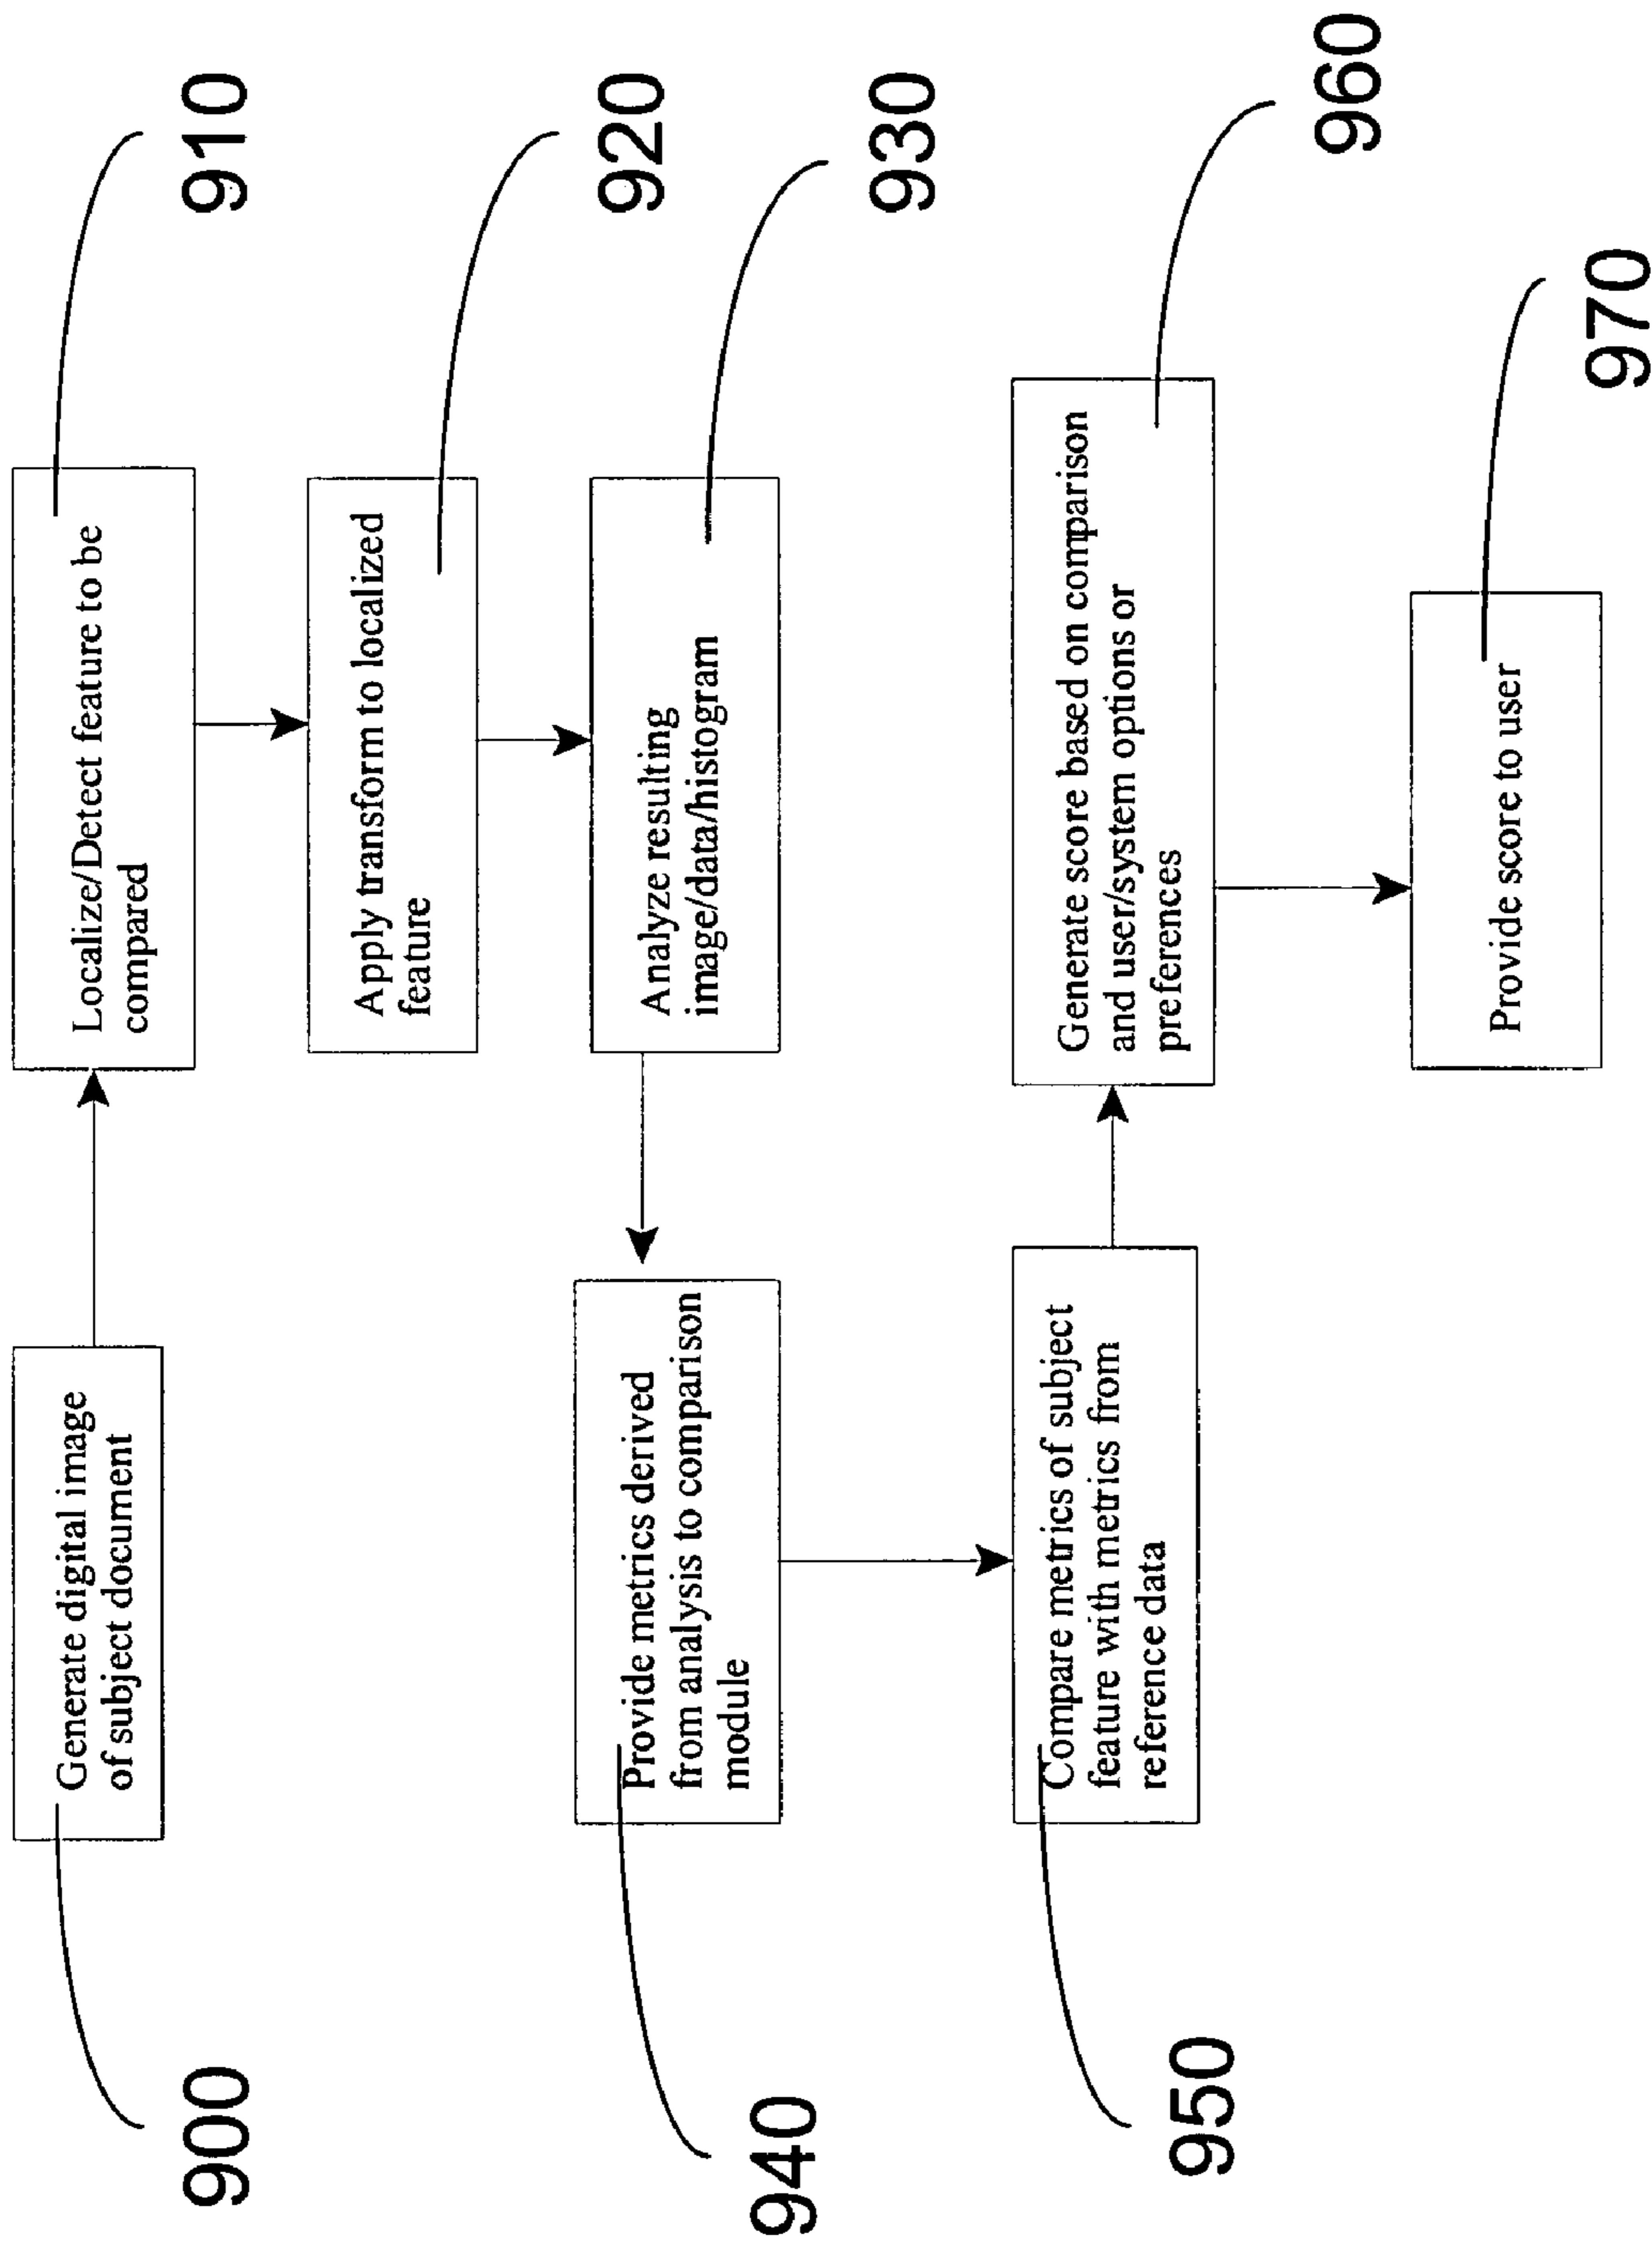 900
Generate digital image
of subject document
Localize/Detect feature to be
compared
910
Apply transform to localized
feature
920
Analyze resulting
image/data/histogram
930
940
Provide metrics derived
from analysis to comparison
module
950
Compare metrics of subject
feature with metrics from
reference data
Generate score based on comparison
and user/system options or
preferences
960
Provide score to user
970